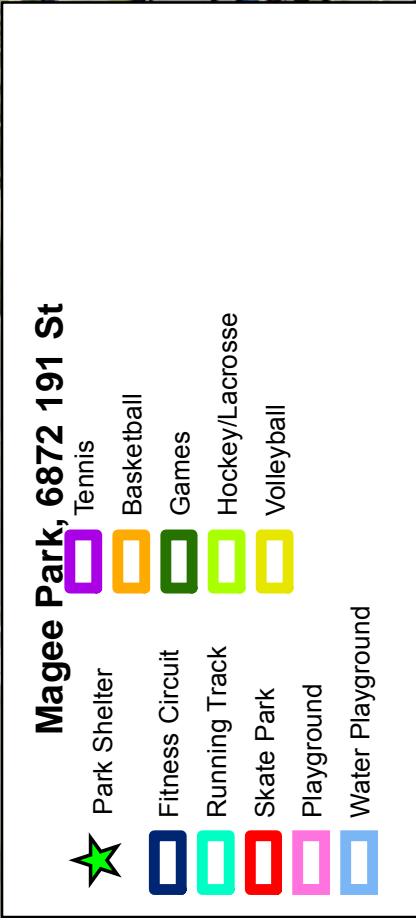 Magee Park, 6872 191 St
Park Shelter
Fitness Circuit
Running Track
Skate Park
Playground
Water Playground
Tennis
Basketball
Games
Hockey/Lacrosse
Volleyball